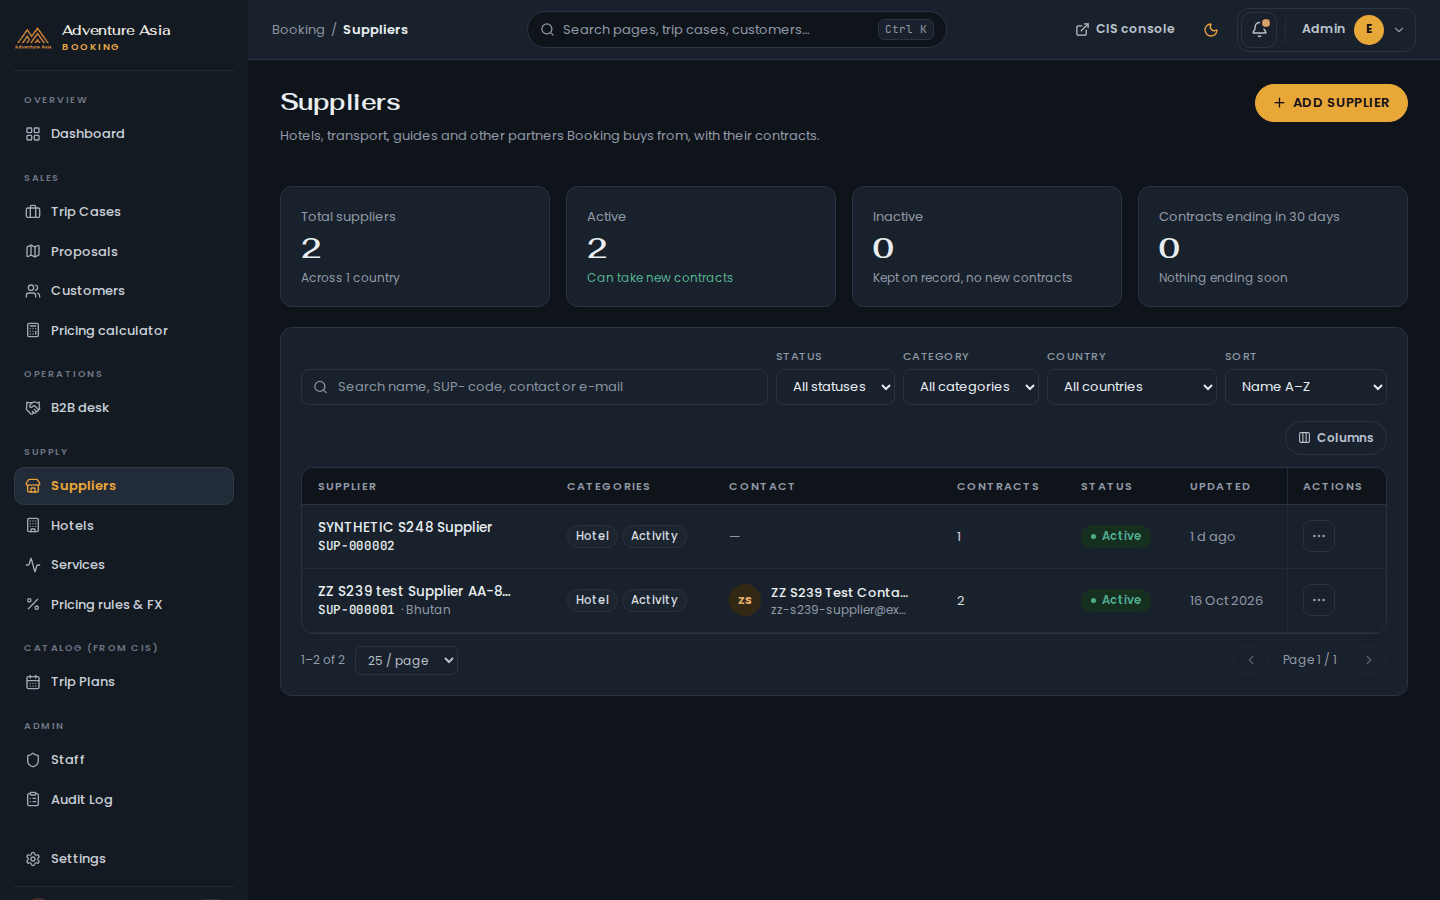 Adventure Asia
BOOKING
Adventure Asia
OVERVIEW
Dashboard
SALES
Trip Cases
Proposals
Customers
Pricing calculator
OPERATIONS
B2B desk
SUPPLY
Suppliers
Hotels
Services
Pricing rules & FX
CATALOG (FROM CIS)
Trip Plans
ADMIN
Staff
Audit Log
Settings
Booking / Suppliers
Search pages, trip cases, customers...
Ctrl K
CIS console
Admin
E
Suppliers
Hotels, transport, guides and other partners Booking buys from, with their contracts.
+ ADD SUPPLIER
Total suppliers
2
Across 1 country
Active
2
Can take new contracts
Inactive
0
Kept on record, no new contracts
Contracts ending in 30 days
0
Nothing ending soon
STATUS CATEGORY COUNTRY SORT
Search name, SUP- code, contact or e-mail
All statuses
All categories
All countries
Name A–Z
Columns
SUPPLIER CATEGORIES CONTACT CONTRACTS STATUS UPDATED ACTIONS
SYNTHETIC S248 Supplier
SUP-000002
Hotel Activity
—
1
Active
1 d ago
ZZ S239 test Supplier AA-8...
SUP-000001 · Bhutan
Hotel Activity
ZS
ZZ S239 Test Conta...
zz-s239-supplier@ex...
2
Active
16 Oct 2026
1–2 of 2
25 / page
Page 1 / 1